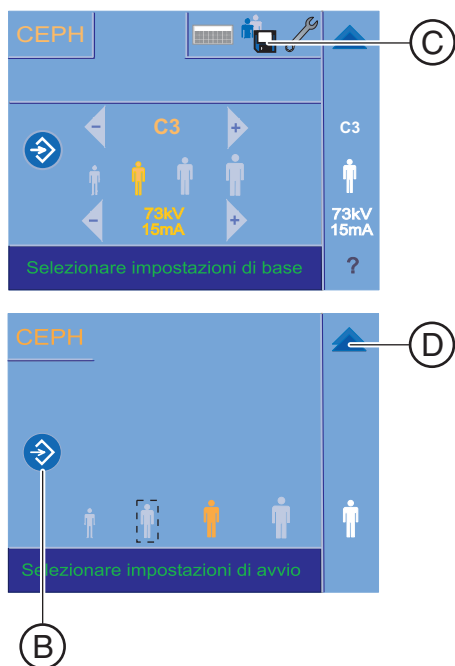 CEPH
C
- C3 +
C3
- 73kV +
15mA
73kV
15mA
Selezionare impostazioni di base
?
CEPH
D
Selezionare impostazioni di avvio
B